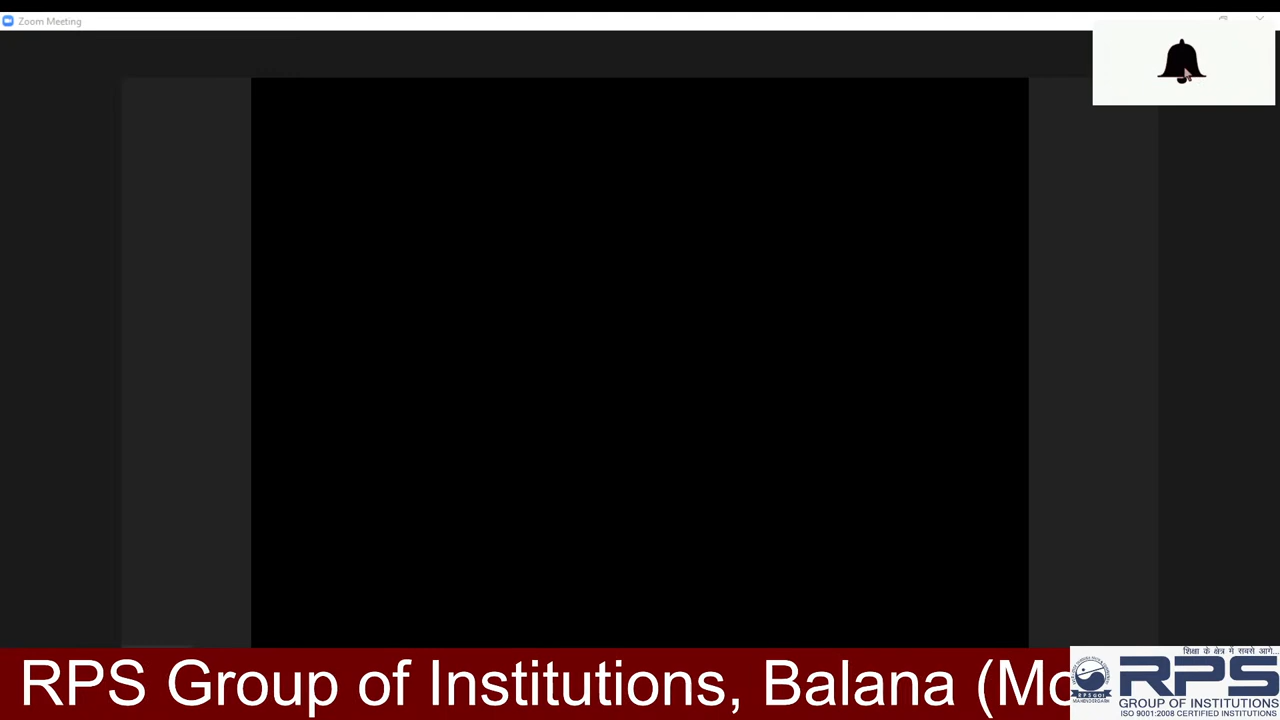 Zoom Meeting
RPS Group of Institutions, Balana (Mo
शिक्षा के क्षेत्र में सबसे आगे...
RPS
GROUP OF INSTITUTIONS
ISO 9001:2008 CERTIFIED INSTITUTIONS